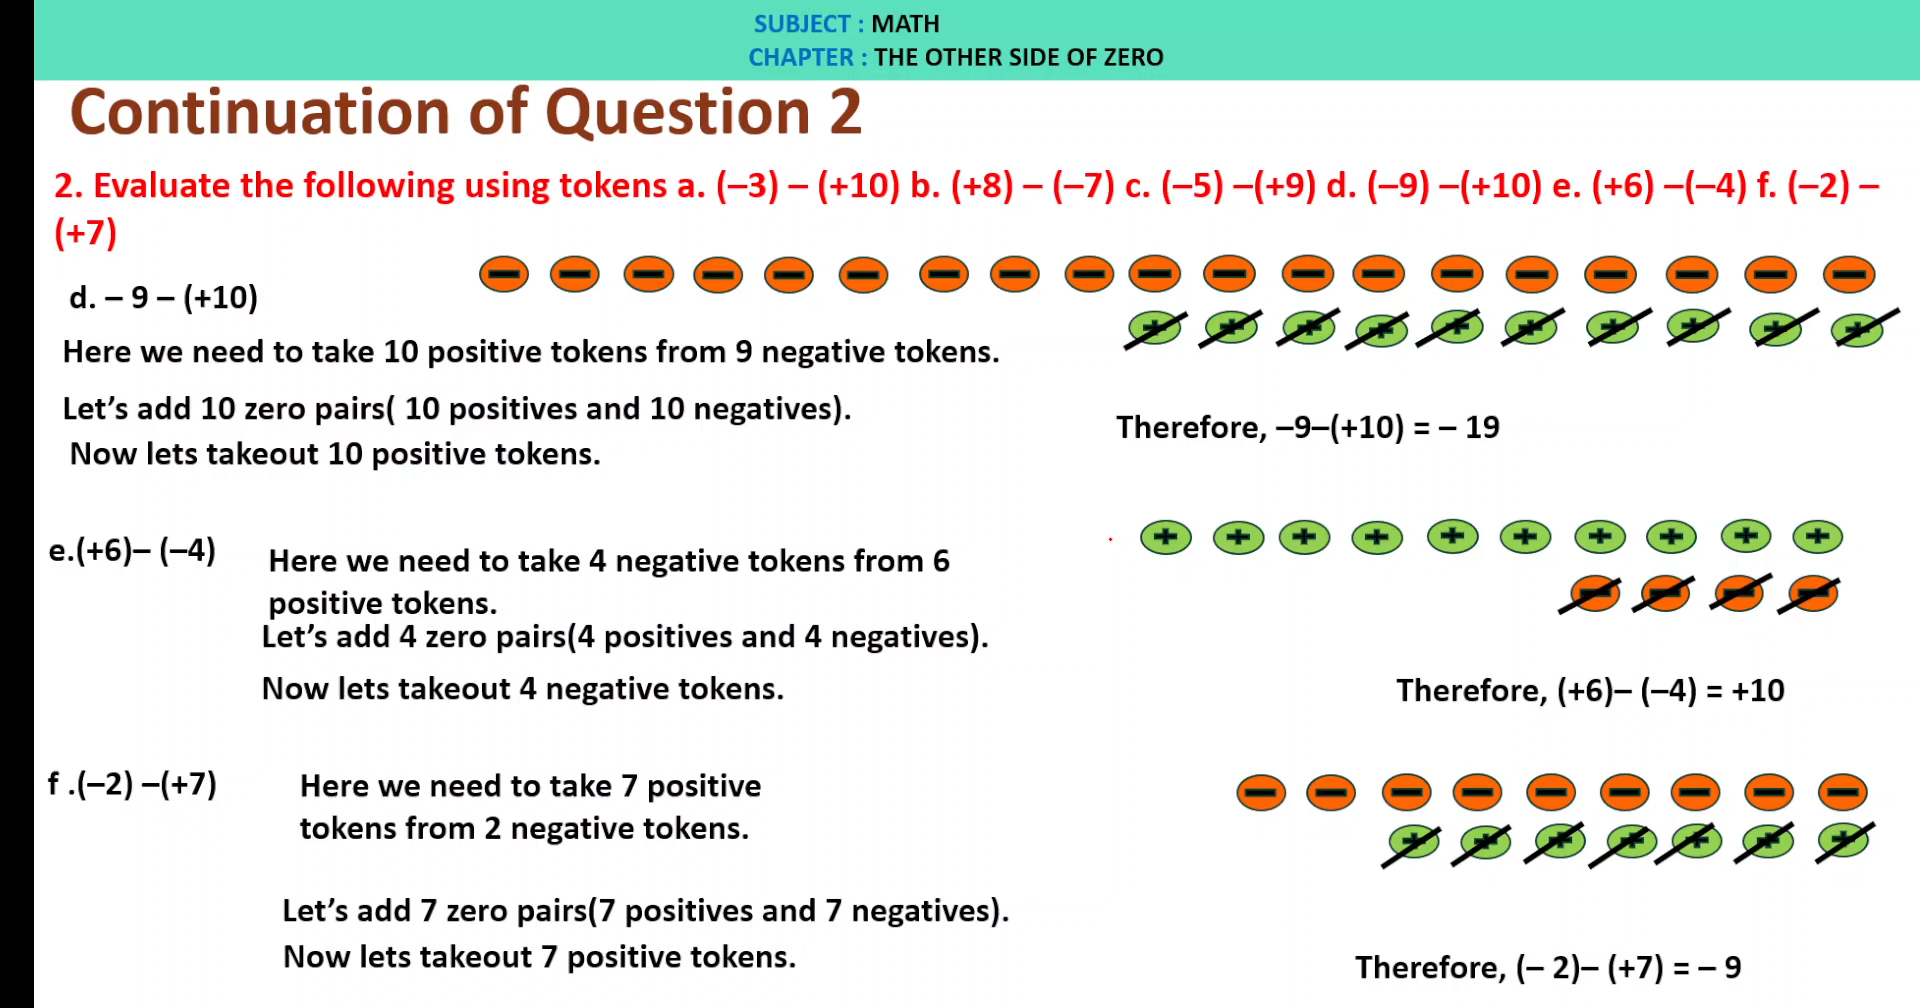 SUBJECT : MATH
CHAPTER : THE OTHER SIDE OF ZERO
Continuation of Question 2
2. Evaluate the following using tokens a. (–3) – (+10) b. (+8) – (–7) c. (–5) –(+9) d. (–9) –(+10) e. (+6) –(–4) f. (–2) –
(+7)
d. – 9 – (+10)
Here we need to take 10 positive tokens from 9 negative tokens.
Let’s add 10 zero pairs( 10 positives and 10 negatives).
Now lets takeout 10 positive tokens.
Therefore, –9–(+10) = – 19
e.(+6)– (–4)
Here we need to take 4 negative tokens from 6
positive tokens.
Let’s add 4 zero pairs(4 positives and 4 negatives).
Now lets takeout 4 negative tokens.
Therefore, (+6)– (–4) = +10
f .(–2) –(+7)
Here we need to take 7 positive
tokens from 2 negative tokens.
Let’s add 7 zero pairs(7 positives and 7 negatives).
Now lets takeout 7 positive tokens.
Therefore, (– 2)– (+7) = – 9